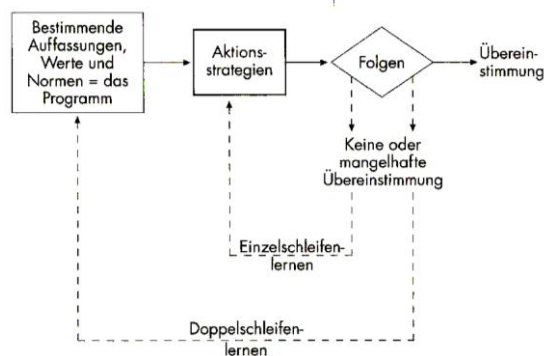 Bestimmende
Auffassungen,
Werte und
Normen = das
Programm
Aktions-
strategien
Folgen
Überein-
stimmung
Keine oder
mangelhafte
Übereinstimmung
Einzelschleifen-
lernen
Doppelschleifen-
lernen